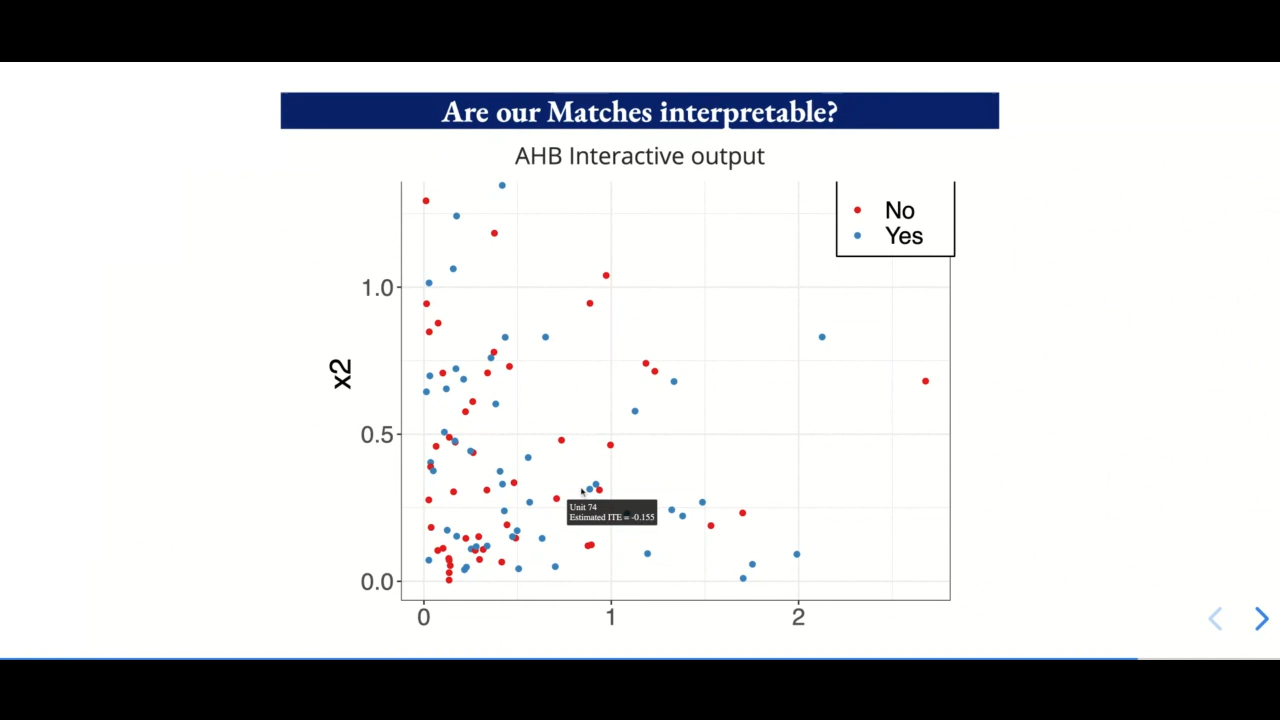 Are our Matches interpretable?
AHB Interactive output
No
Yes
1.0
x2
0.5
Unit 74
Estimated ITE = -0.155
0.0
0 1 2